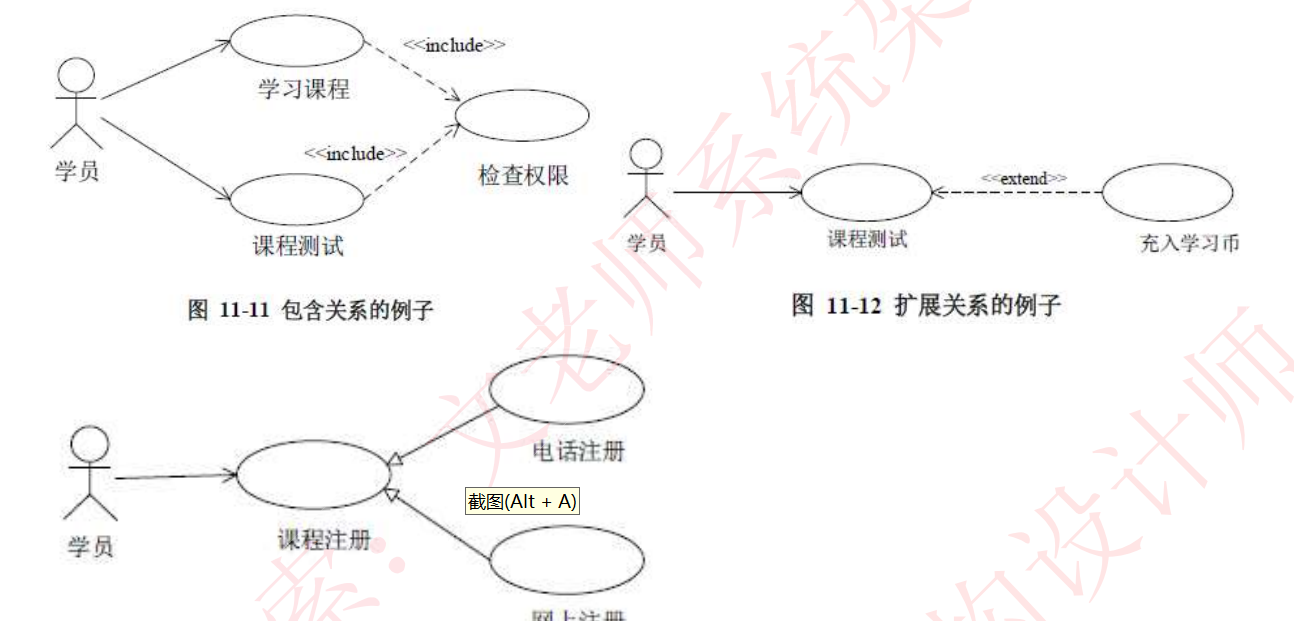 <<include>>
学习课程
学员
<<include>>
检查权限
课程测试
图 11-11 包含关系的例子
<<extend>>
学员
课程测试
充入学习币
图 11-12 扩展关系的例子
电话注册
截图(Alt + A)
学员
课程注册
网上注册
索：文老师系统架
构设计师